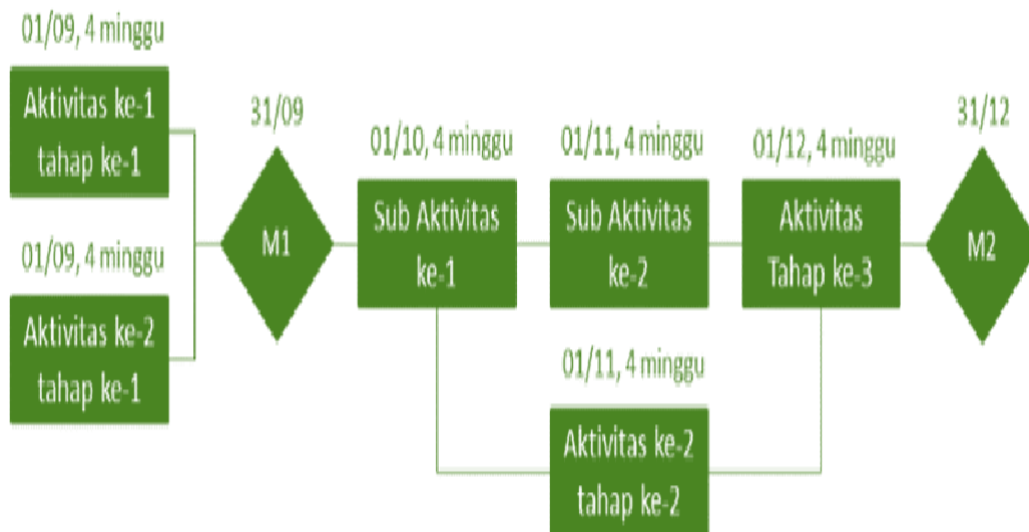 01/09, 4 minggu
Aktivitas ke-1
tahap ke-1
01/09, 4 minggu
Aktivitas ke-2
tahap ke-1
31/09
M1
01/10, 4 minggu
Sub Aktivitas
ke-1
01/11, 4 minggu
Sub Aktivitas
ke-2
01/11, 4 minggu
Aktivitas ke-2
tahap ke-2
01/12, 4 minggu
Aktivitas
Tahap ke-3
31/12
M2